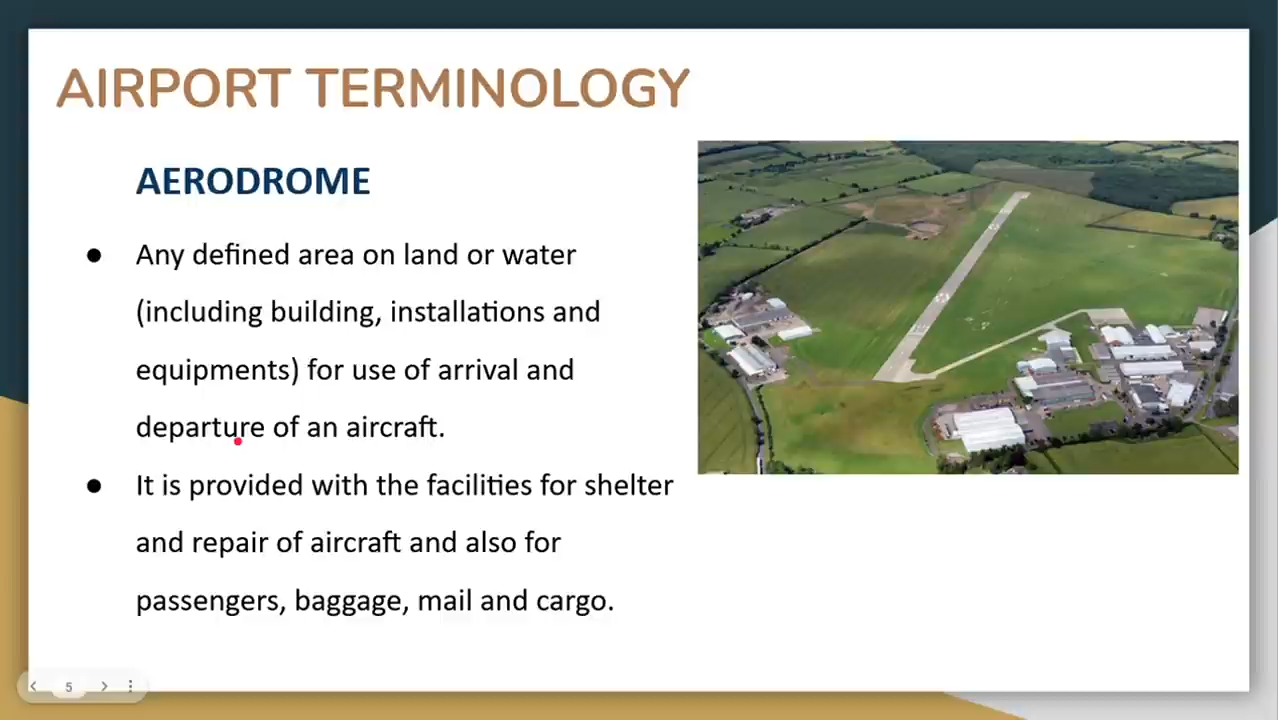 AIRPORT TERMINOLOGY
AERODROME
● Any defined area on land or water
(including building, installations and
equipments) for use of arrival and
departure of an aircraft.
● It is provided with the facilities for shelter
and repair of aircraft and also for
passengers, baggage, mail and cargo.
5